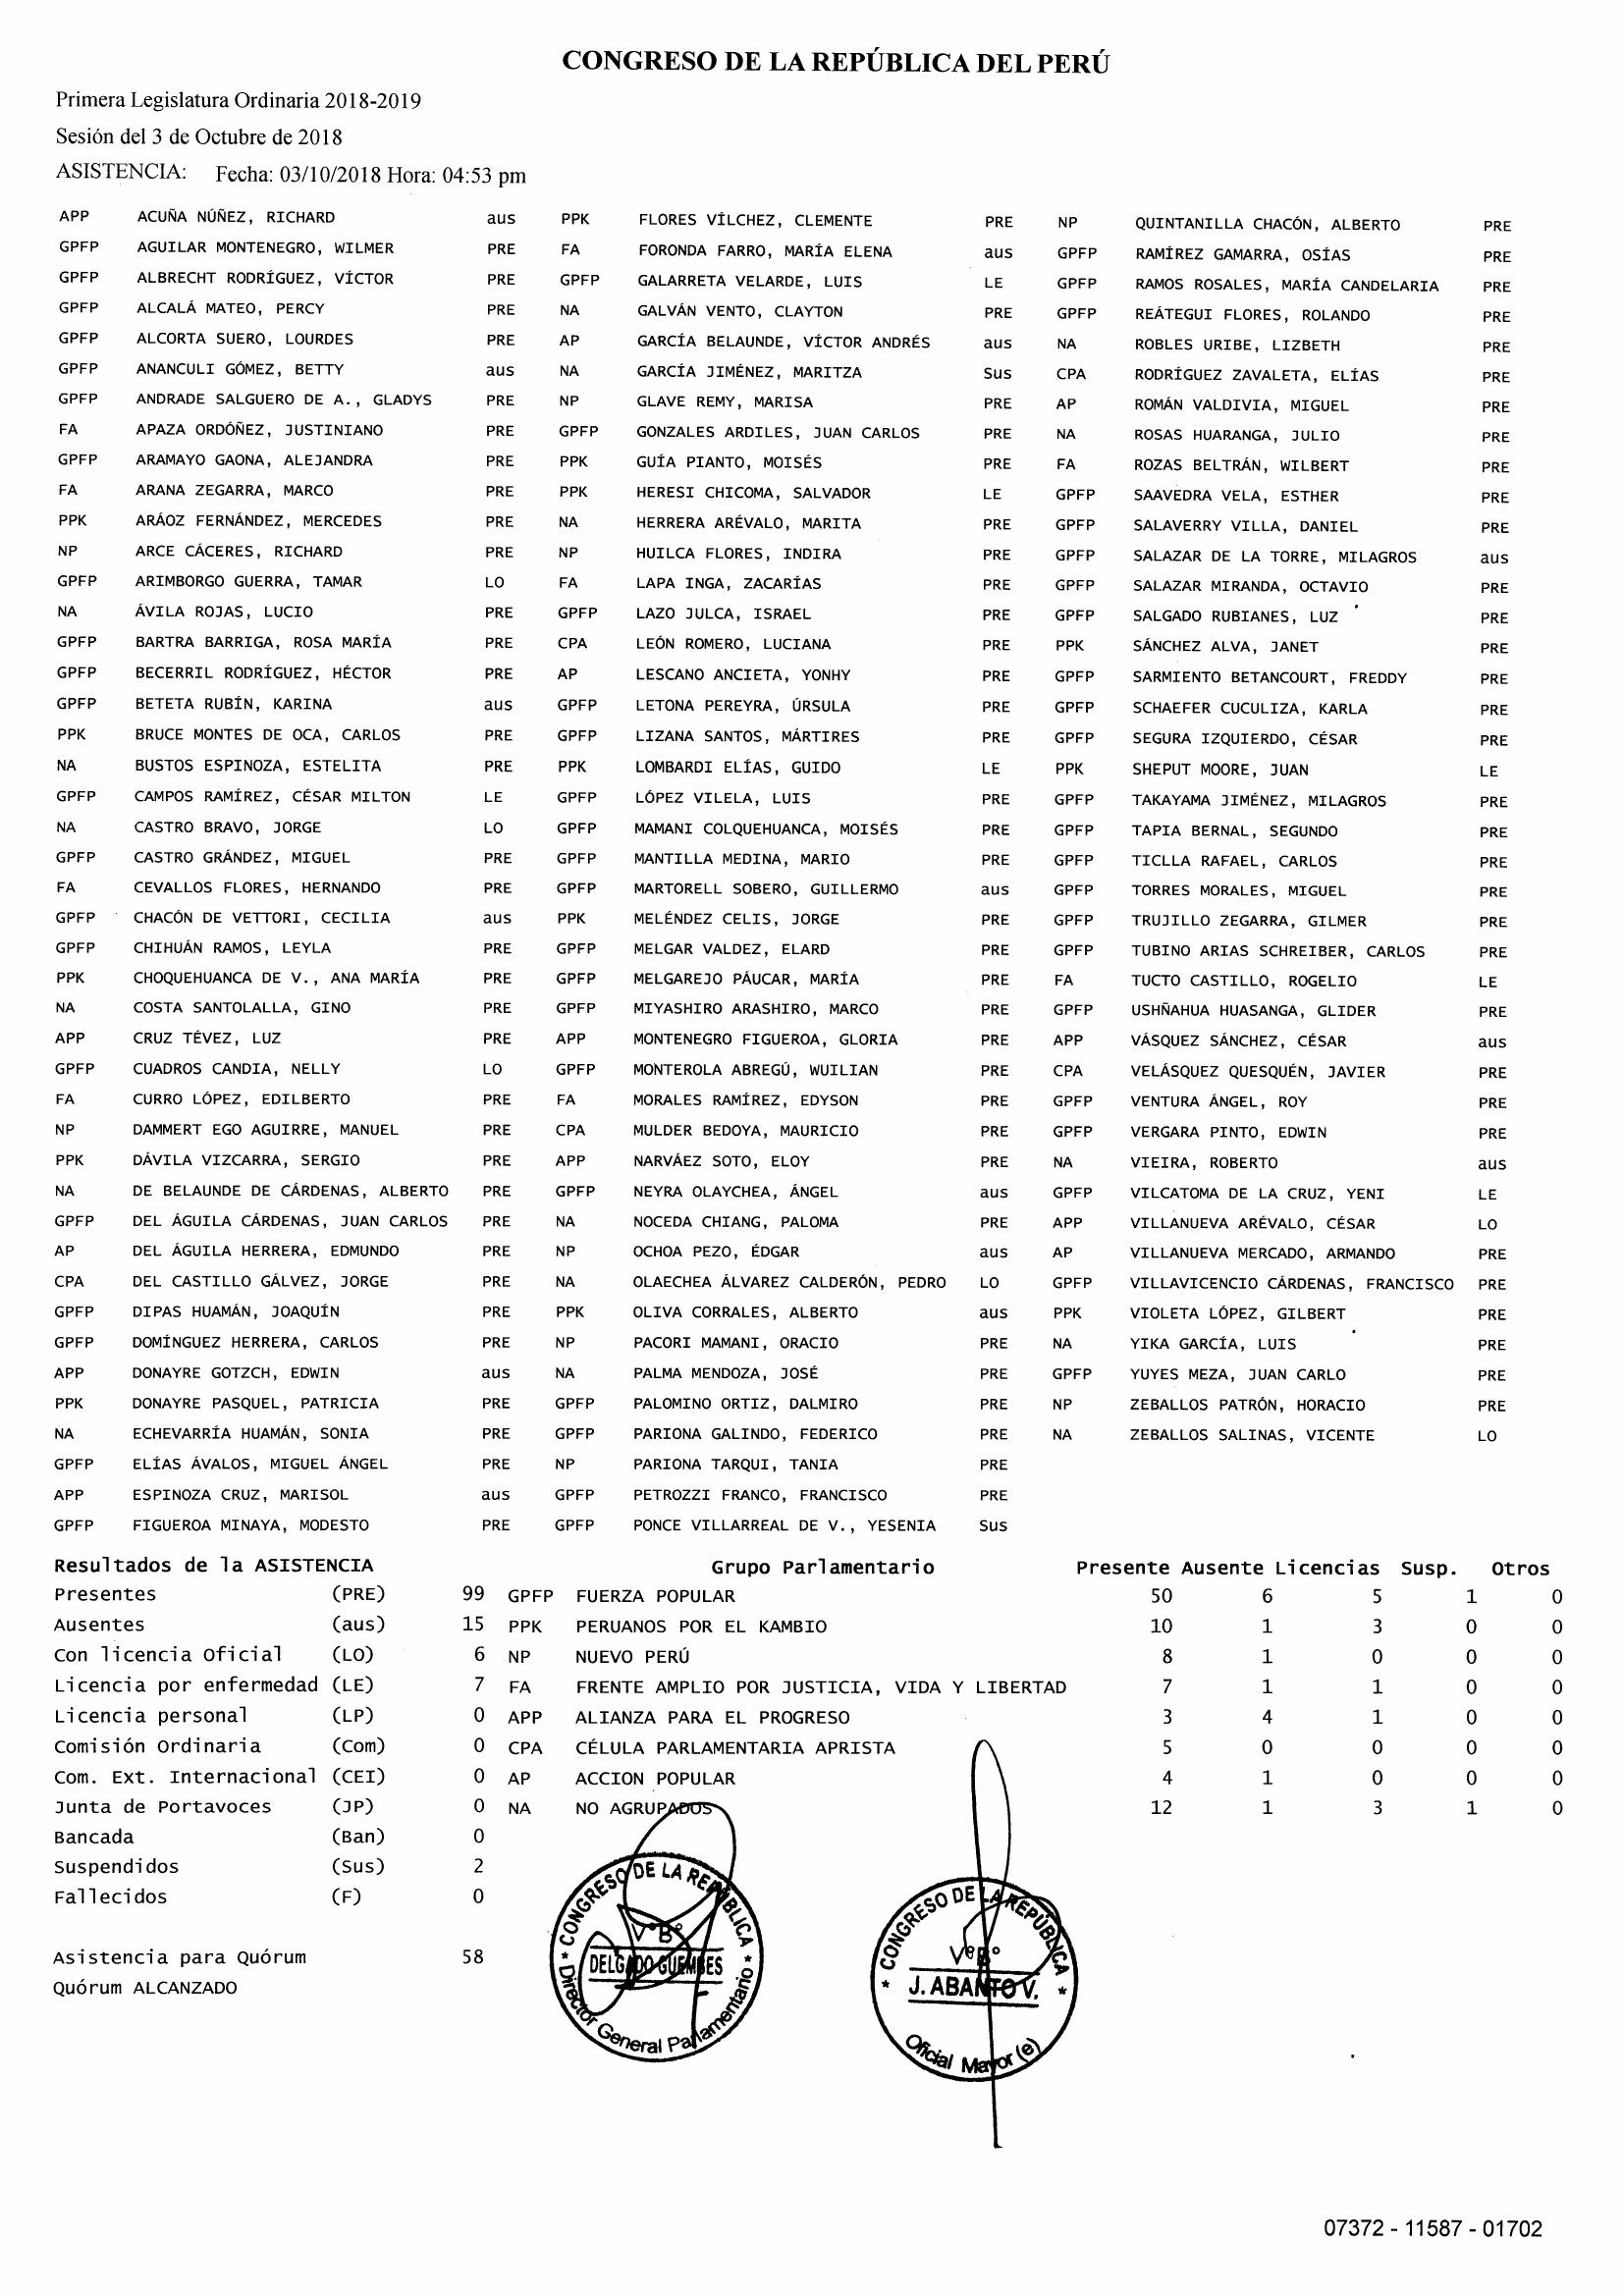 CONGRESO DE LA REPÚBLICA DEL PERÚ
Primera Legislatura Ordinaria 2018-2019
Sesión del 3 de Octubre de 2018
ASISTENCIA: Fecha: 03/10/2018 Hora: 04:53 pm
APP ACUÑA NÚÑEZ, RICHARD aus PPK FLORES VÍLCHEZ, CLEMENTE PRE NP QUINTANILLA CHACÓN, ALBERTO PRE
GPFP AGUILAR MONTENEGRO, WILMER PRE FA FORONDA FARRO, MARÍA ELENA aus GPFP RAMÍREZ GAMARRA, OSÍAS PRE
GPFP ALBRECHT RODRÍGUEZ, VÍCTOR PRE GPFP GALARRETA VELARDE, LUIS LE GPFP RAMOS ROSALES, MARÍA CANDELARIA PRE
GPFP ALCALÁ MATEO, PERCY PRE NA GALVÁN VENTO, CLAYTON PRE GPFP REÁTEGUI FLORES, ROLANDO PRE
GPFP ALCORTA SUERO, LOURDES PRE AP GARCÍA BELAUNDE, VÍCTOR ANDRÉS aus NA ROBLES URIBE, LIZBETH PRE
GPFP ANANCULI GÓMEZ, BETTY aus NA GARCÍA JIMÉNEZ, MARITZA Sus CPA RODRÍGUEZ ZAVALETA, ELÍAS PRE
GPFP ANDRADE SALGUERO DE A., GLADYS PRE NP GLAVE REMY, MARISA PRE AP ROMÁN VALDIVIA, MIGUEL PRE
FA APAZA ORDÓÑEZ, JUSTINIANO PRE GPFP GONZALES ARDILES, JUAN CARLOS PRE NA ROSAS HUARANGA, JULIO PRE
GPFP ARAMAYO GAONA, ALEJANDRA PRE PPK GUÍA PIANTO, MOISÉS PRE FA ROZAS BELTRÁN, WILBERT PRE
FA ARANA ZEGARRA, MARCO PRE PPK HERESI CHICOMA, SALVADOR LE GPFP SAAVEDRA VELA, ESTHER PRE
PPK ARÁOZ FERNÁNDEZ, MERCEDES PRE NA HERRERA ARÉVALO, MARITA PRE GPFP SALAVERRY VILLA, DANIEL PRE
NP ARCE CÁCERES, RICHARD PRE NP HUILCA FLORES, INDIRA PRE GPFP SALAZAR DE LA TORRE, MILAGROS aus
GPFP ARIMBORGO GUERRA, TAMAR LO FA LAPA INGA, ZACARÍAS PRE GPFP SALAZAR MIRANDA, OCTAVIO PRE
NA ÁVILA ROJAS, LUCIO PRE GPFP LAZO JULCA, ISRAEL PRE GPFP SALGADO RUBIANES, LUZ PRE
GPFP BARTRA BARRIGA, ROSA MARÍA PRE CPA LEÓN ROMERO, LUCIANA PRE PPK SÁNCHEZ ALVA, JANET PRE
GPFP BECERRIL RODRÍGUEZ, HÉCTOR PRE AP LESCANO ANCIETA, YONHY PRE GPFP SARMIENTO BETANCOURT, FREDDY PRE
GPFP BETETA RUBÍN, KARINA aus GPFP LETONA PEREYRA, ÚRSULA PRE GPFP SCHAEFER CUCULIZA, KARLA PRE
PPK BRUCE MONTES DE OCA, CARLOS PRE GPFP LIZANA SANTOS, MÁRTIRES PRE GPFP SEGURA IZQUIERDO, CÉSAR PRE
NA BUSTOS ESPINOZA, ESTELITA PRE PPK LOMBARDI ELÍAS, GUIDO LE PPK SHEPUT MOORE, JUAN LE
GPFP CAMPOS RAMÍREZ, CÉSAR MILTON LE GPFP LÓPEZ VILELA, LUIS PRE GPFP TAKAYAMA JIMÉNEZ, MILAGROS PRE
NA CASTRO BRAVO, JORGE LO GPFP MAMANI COLQUEHUANCA, MOISÉS PRE GPFP TAPIA BERNAL, SEGUNDO PRE
GPFP CASTRO GRÁNDEZ, MIGUEL PRE GPFP MANTILLA MEDINA, MARIO PRE GPFP TICLLA RAFAEL, CARLOS PRE
FA CEVALLOS FLORES, HERNANDO PRE GPFP MARTORELL SOBERO, GUILLERMO aus GPFP TORRES MORALES, MIGUEL PRE
GPFP CHACÓN DE VETTORI, CECILIA aus PPK MELÉNDEZ CELIS, JORGE PRE GPFP TRUJILLO ZEGARRA, GILMER PRE
GPFP CHIHUÁN RAMOS, LEYLA PRE GPFP MELGAR VALDEZ, ELARD PRE GPFP TUBINO ARIAS SCHREIBER, CARLOS PRE
PPK CHOQUEHUANCA DE V., ANA MARÍA PRE GPFP MELGAREJO PÁUCAR, MARÍA PRE FA TUCTO CASTILLO, ROGELIO LE
NA COSTA SANTOLALLA, GINO PRE GPFP MIYASHIRO ARASHIRO, MARCO PRE GPFP USHÑAHUA HUASANGA, GLIDER PRE
APP CRUZ TÉVEZ, LUZ PRE APP MONTENEGRO FIGUEROA, GLORIA PRE APP VÁSQUEZ SÁNCHEZ, CÉSAR aus
GPFP CUADROS CANDIA, NELLY LO GPFP MONTEROLA ABREGÚ, WUILIAN PRE CPA VELÁSQUEZ QUESQUÉN, JAVIER PRE
FA CURRO LÓPEZ, EDILBERTO PRE FA MORALES RAMÍREZ, EDYSON PRE GPFP VENTURA ÁNGEL, ROY PRE
NP DAMMERT EGO AGUIRRE, MANUEL PRE CPA MULDER BEDOYA, MAURICIO PRE GPFP VERGARA PINTO, EDWIN PRE
PPK DÁVILA VIZCARRA, SERGIO PRE APP NARVÁEZ SOTO, ELOY PRE NA VIEIRA, ROBERTO aus
NA DE BELAUNDE DE CÁRDENAS, ALBERTO PRE GPFP NEYRA OLAYCHEA, ÁNGEL aus GPFP VILCATOMA DE LA CRUZ, YENI LE
GPFP DEL ÁGUILA CÁRDENAS, JUAN CARLOS PRE NA NOCEDA CHIANG, PALOMA PRE APP VILLANUEVA ARÉVALO, CÉSAR LO
AP DEL ÁGUILA HERRERA, EDMUNDO PRE NP OCHOA PEZO, ÉDGAR aus AP VILLANUEVA MERCADO, ARMANDO PRE
CPA DEL CASTILLO GÁLVEZ, JORGE PRE NA OLAECHEA ÁLVAREZ CALDERÓN, PEDRO LO GPFP VILLAVICENCIO CÁRDENAS, FRANCISCO PRE
GPFP DIPAS HUAMÁN, JOAQUÍN PRE PPK OLIVA CORRALES, ALBERTO aus PPK VIOLETA LÓPEZ, GILBERT PRE
GPFP DOMÍNGUEZ HERRERA, CARLOS PRE NP PACORI MAMANI, ORACIO PRE NA YIKA GARCÍA, LUIS PRE
APP DONAYRE GOTZCH, EDWIN aus NA PALMA MENDOZA, JOSÉ PRE GPFP YUYES MEZA, JUAN CARLO PRE
PPK DONAYRE PASQUEL, PATRICIA PRE GPFP PALOMINO ORTIZ, DALMIRO PRE NP ZEBALLOS PATRÓN, HORACIO PRE
NA ECHEVARRÍA HUAMÁN, SONIA PRE GPFP PARIONA GALINDO, FEDERICO PRE NA ZEBALLOS SALINAS, VICENTE LO
GPFP ELÍAS ÁVALOS, MIGUEL ÁNGEL PRE NP PARIONA TARQUI, TANIA PRE
APP ESPINOZA CRUZ, MARISOL aus GPFP PETROZZI FRANCO, FRANCISCO PRE
GPFP FIGUEROA MINAYA, MODESTO PRE GPFP PONCE VILLARREAL DE V., YESENIA Sus
Resultados de la ASISTENCIA Grupo Parlamentario Presente Ausente Licencias Susp. Otros
Presentes (PRE) 99 GPFP FUERZA POPULAR 50 6 5 1 0
Ausentes (aus) 15 PPK PERUANOS POR EL KAMBIO 10 1 3 0 0
Con licencia Oficial (LO) 6 NP NUEVO PERÚ 8 1 0 0 0
Licencia por enfermedad (LE) 7 FA FRENTE AMPLIO POR JUSTICIA, VIDA Y LIBERTAD 7 1 1 0 0
Licencia personal (LP) 0 APP ALIANZA PARA EL PROGRESO 3 4 1 0 0
Comisión Ordinaria (Com) 0 CPA CÉLULA PARLAMENTARIA APRISTA 5 0 0 0 0
Com. Ext. Internacional (CEI) 0 AP ACCION POPULAR 4 1 0 0 0
Junta de Portavoces (JP) 0 NA NO AGRUPADOS 12 1 3 1 0
Bancada (Ban) 0
Suspendidos (Sus) 2
Fallecidos (F) 0
Asistencia para Quórum 58
Quórum ALCANZADO
CONGRESO DE LA REPÚBLICA
V°B°
DELGADO GUEMBES
Director General Parlamentario
CONGRESO DE LA REPÚBLICA
V°B°
J. ABANTO V.
Oficial Mayor (e)
07372 - 11587 - 01702